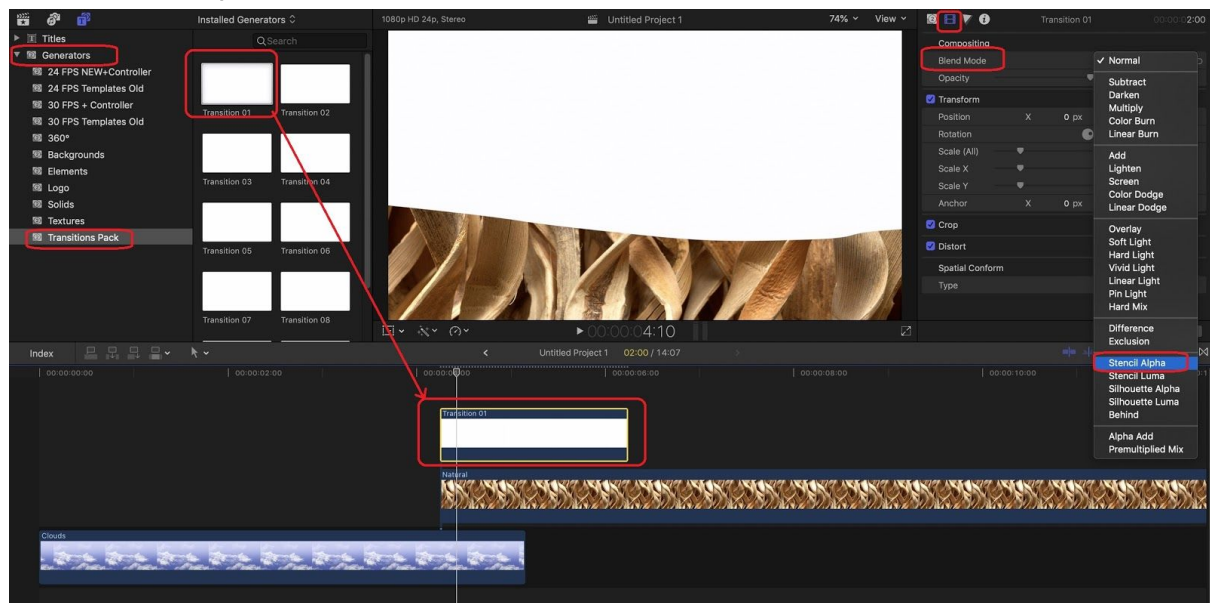 Installed Generators
1080p HD 24p, Stereo
Untitled Project 1
74%
View
Transition 01
00:00:02:00
Titles
Generators
24 FPS NEW+Controller
24 FPS Templates Old
30 FPS + Controller
30 FPS Templates Old
360°
Backgrounds
Elements
Logo
Solids
Textures
Transitions Pack
Search
Transition 01
Transition 02
Transition 03
Transition 04
Transition 05
Transition 06
Transition 07
Transition 08
00:00:04:10
Compositing
Blend Mode
Opacity
Transform
Position X 0 px
Rotation
Scale (All)
Scale X
Scale Y
Anchor X 0 px
Crop
Distort
Spatial Conform
Type
✓ Normal
Subtract
Darken
Multiply
Color Burn
Linear Burn
Add
Lighten
Screen
Color Dodge
Linear Dodge
Overlay
Soft Light
Hard Light
Vivid Light
Linear Light
Pin Light
Hard Mix
Difference
Exclusion
Stencil Alpha
Stencil Luma
Silhouette Alpha
Silhouette Luma
Behind
Alpha Add
Premultiplied Mix
Index
Untitled Project 1 02:00 / 14:07
00:00:00:00
00:00:02:00
00:00:06:00
00:00:08:00
00:00:10:00
Transition 01
Natural
Clouds